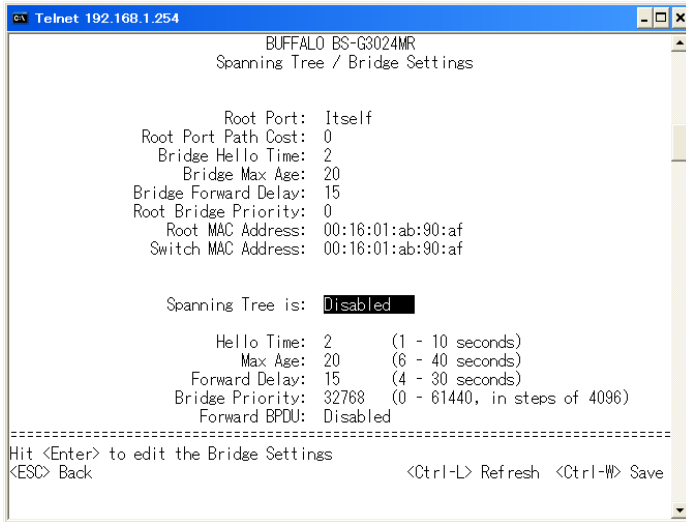 Telnet 192.168.1.254
BUFFALO BS-G3024MR
Spanning Tree / Bridge Settings
Root Port: Itself
Root Port Path Cost: 0
Bridge Hello Time: 2
Bridge Max Age: 20
Bridge Forward Delay: 15
Root Bridge Priority: 0
Root MAC Address: 00:16:01:ab:90:af
Switch MAC Address: 00:16:01:ab:90:af
Spanning Tree is: Disabled
Hello Time: 2 (1 - 10 seconds)
Max Age: 20 (6 - 40 seconds)
Forward Delay: 15 (4 - 30 seconds)
Bridge Priority: 32768 (0 - 61440, in steps of 4096)
Forward BPDU: Disabled
Hit <Enter> to edit the Bridge Settings
<ESC> Back <Ctrl-L> Refresh <Ctrl-W> Save